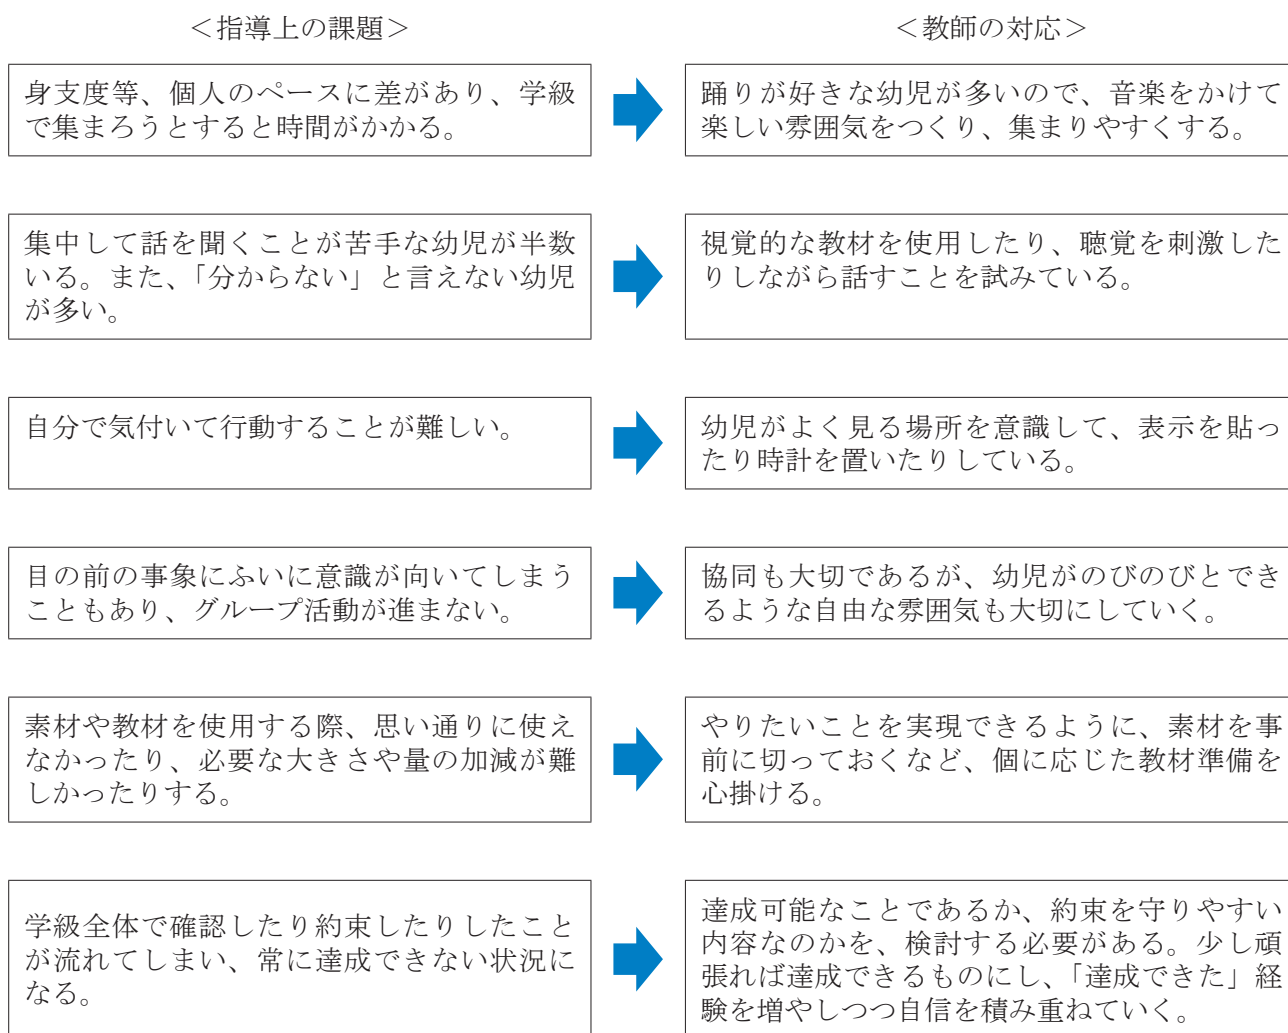 ＜指導上の課題＞
＜教師の対応＞
身支度等、個人のペースに差があり、学級
で集まろうとすると時間がかかる。
踊りが好きな幼児が多いので、音楽をかけて
楽しい雰囲気をつくり、集まりやすくする。
集中して話を聞くことが苦手な幼児が半数
いる。また、「分からない」と言えない幼児
が多い。
視覚的な教材を使用したり、聴覚を刺激した
りしながら話すことを試みている。
自分で気付いて行動することが難しい。
幼児がよく見る場所を意識して、表示を貼っ
たり時計を置いたりしている。
目の前の事象にふいに意識が向いてしまう
こともあり、グループ活動が進まない。
協同も大切であるが、幼児がのびのびとでき
るような自由な雰囲気も大切にしていく。
素材や教材を使用する際、思い通りに使え
なかったり、必要な大きさや量の加減が難
しかったりする。
やりたいことを実現できるように、素材を事
前に切っておくなど、個に応じた教材準備を
心掛ける。
学級全体で確認したり約束したりしたこと
が流れてしまい、常に達成できない状況に
なる。
達成可能なことであるか、約束を守りやすい
内容なのかを、検討する必要がある。少し頑
張れば達成できるものにし、「達成できた」経
験を増やしつつ自信を積み重ねていく。